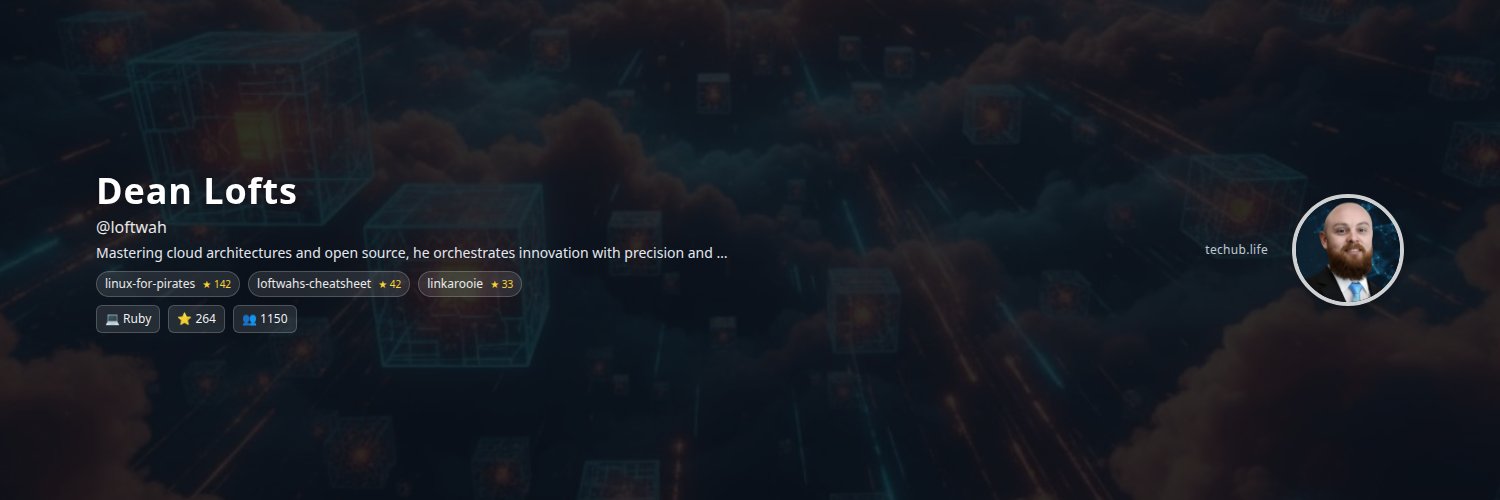 Dean Lofts
@loftwah
Mastering cloud architectures and open source, he orchestrates innovation with precision and ...
linux-for-pirates ★ 142 loftwahs-cheatsheet ★ 42 linkarooie ★ 33
💻 Ruby ⭐ 264 👥 1150
techub.life